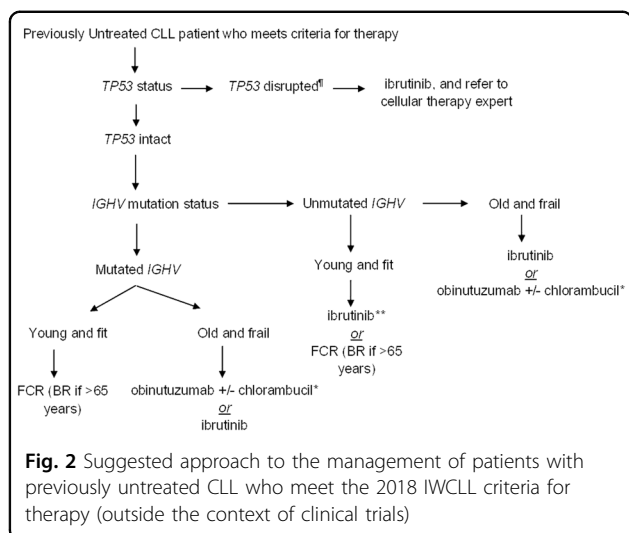 Previously Untreated CLL patient who meets criteria for therapy
TP53 status
TP53 disrupted¶
ibrutinib, and refer to
cellular therapy expert
TP53 intact
IGHV mutation status
Unmutated IGHV
Old and frail
ibrutinib
or
obinutuzumab +/- chlorambucil*
Young and fit
ibrutinib**
or
FCR (BR if >65
years)
Mutated IGHV
Young and fit
FCR (BR if >65
years)
Old and frail
obinutuzumab +/- chlorambucil*
or
ibrutinib
Fig. 2 Suggested approach to the management of patients with
previously untreated CLL who meet the 2018 IWCLL criteria for
therapy (outside the context of clinical trials)